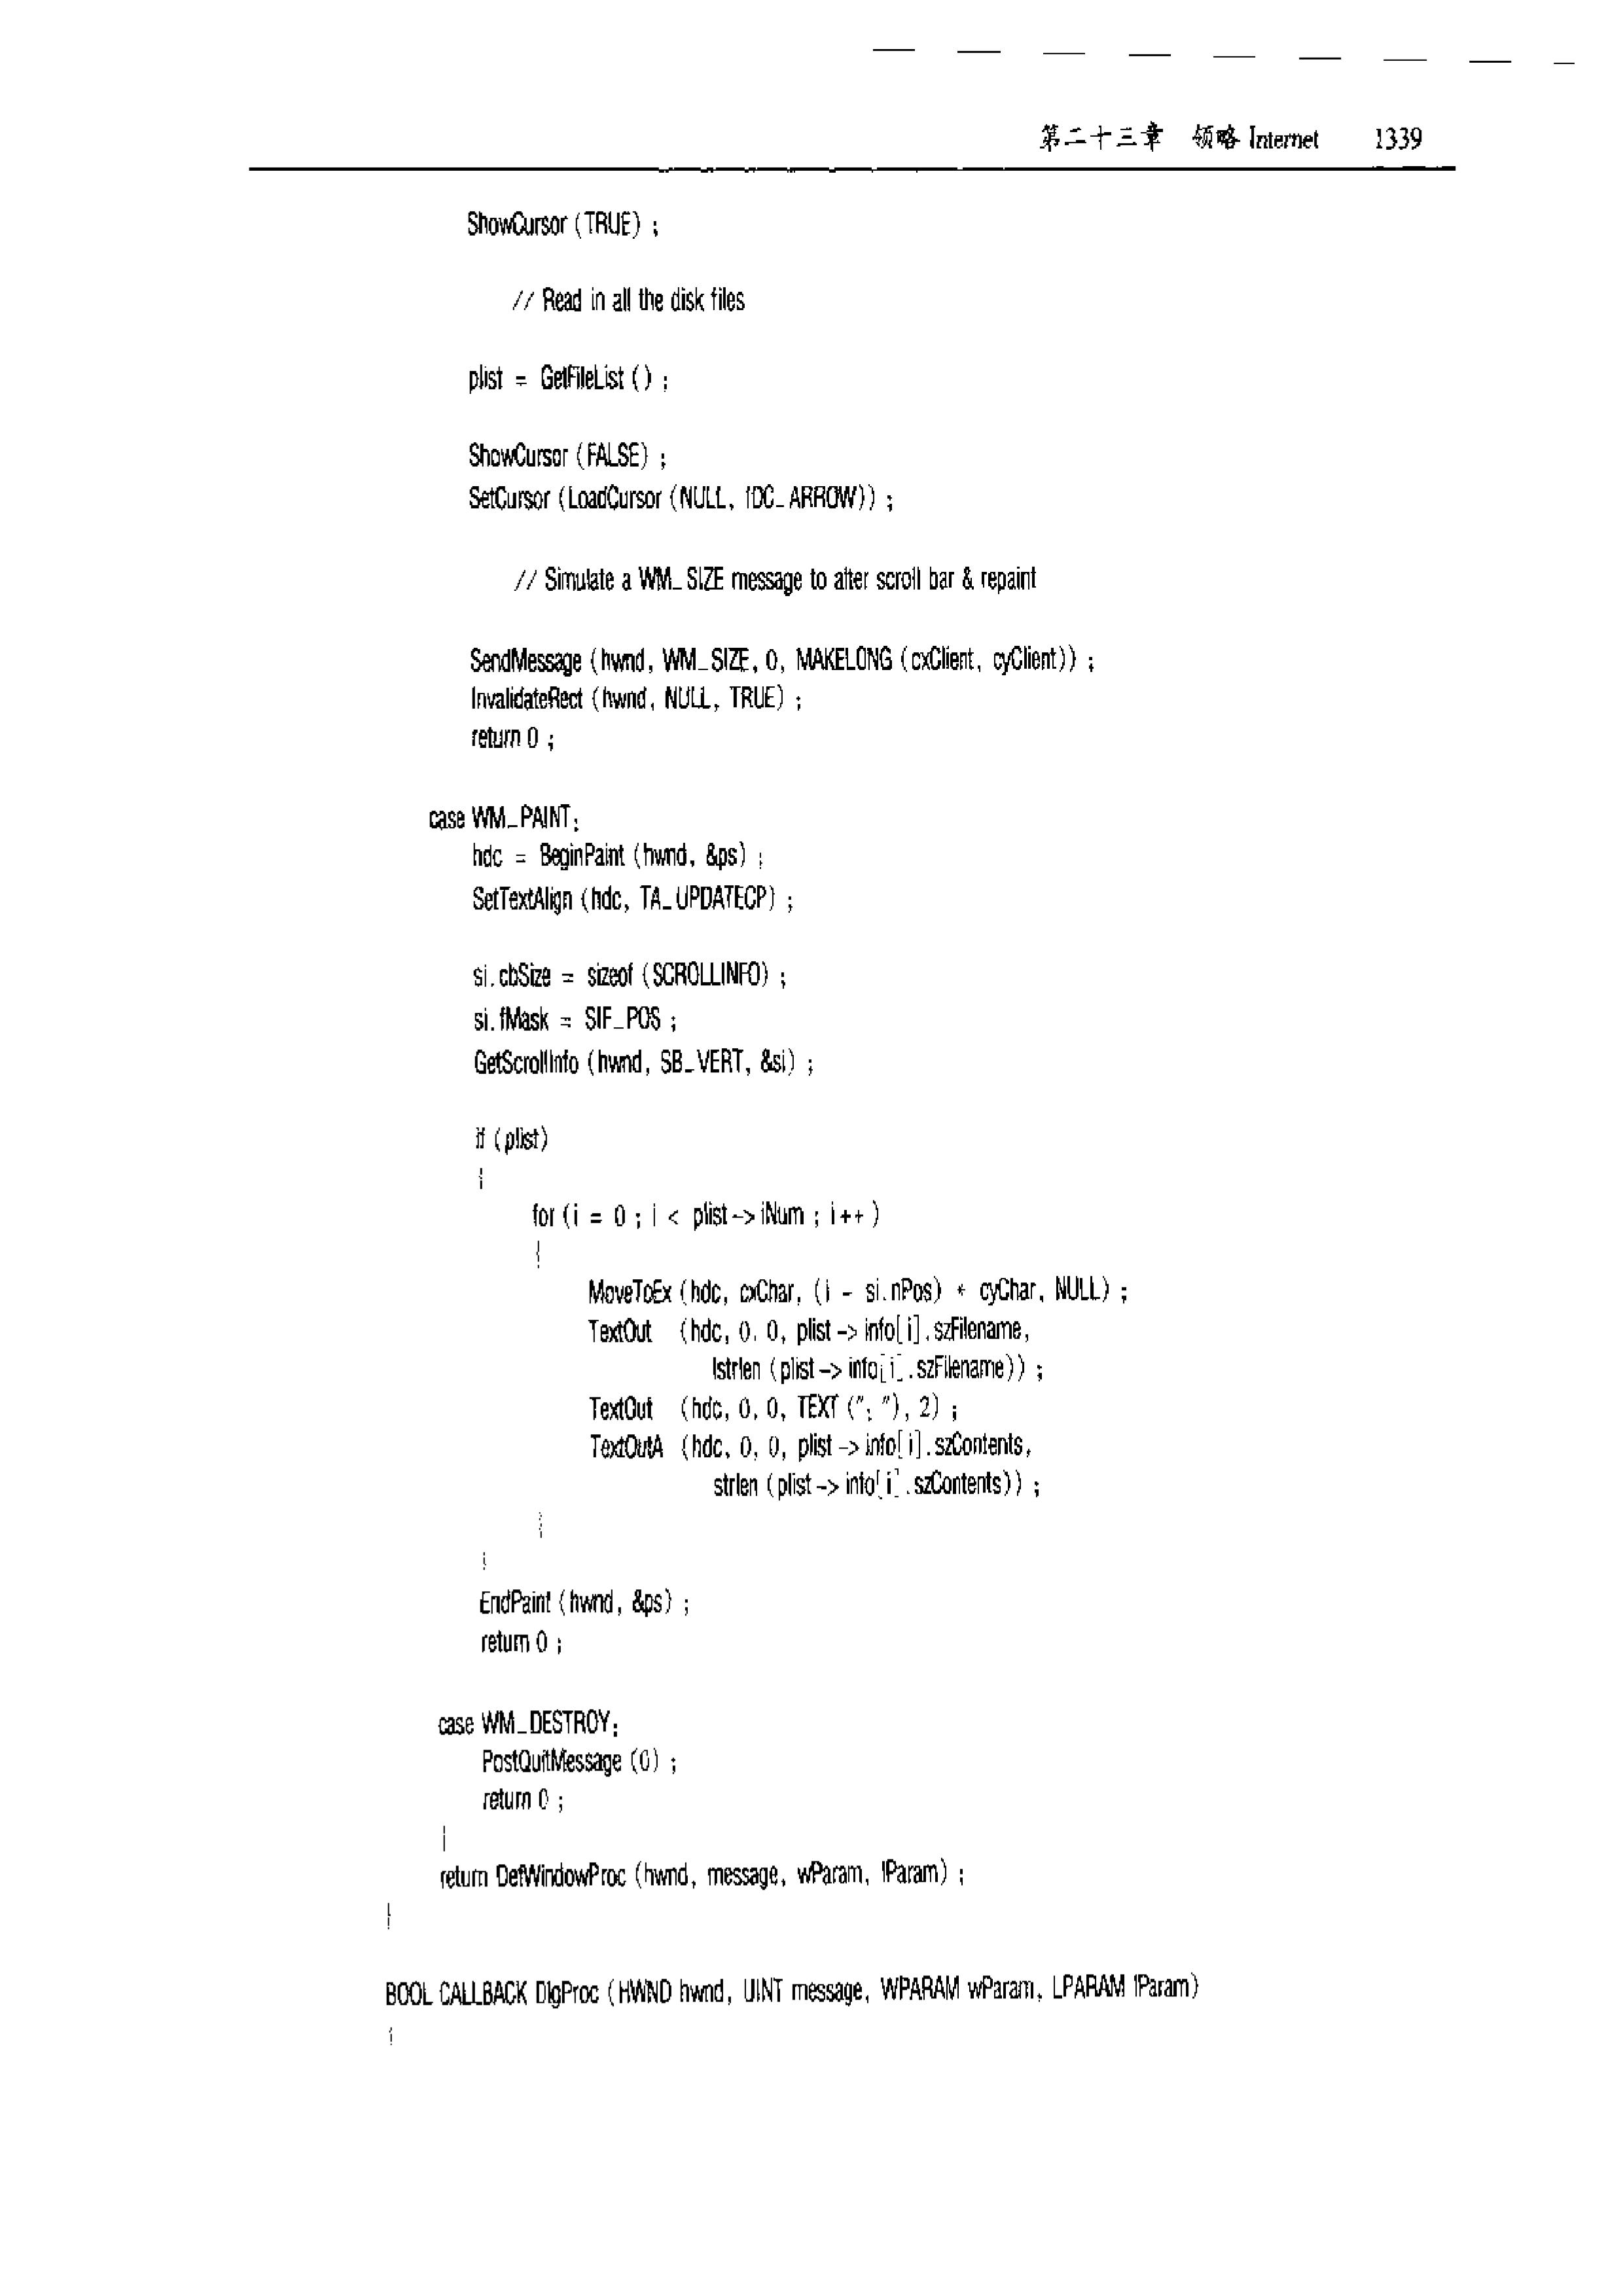 第二十三章 领略 Internet 1339
ShowCursor (TRUE) ;
// Read in all the disk files
plist = GetFileList () ;
ShowCursor (FALSE) ;
SetCursor (LoadCursor (NULL, IDC_ARROW)) ;
// Simulate a WM_SIZE message to alter scroll bar & repaint
SendMessage (hwnd, WM_SIZE, 0, MAKELONG (cxClient, cyClient)) ;
InvalidateRect (hwnd, NULL, TRUE) ;
return 0 ;
case WM_PAINT:
hdc = BeginPaint (hwnd, &ps) ;
SetTextAlign (hdc, TA_UPDATECP) ;
si.cbSize = sizeof (SCROLLINFO) ;
si.fMask = SIF_POS ;
GetScrollInfo (hwnd, SB_VERT, &si) ;
if (plist)
{
for (i = 0 ; i < plist->iNum ; i++ )
{
MoveToEx (hdc, cxChar, (i - si.nPos) * cyChar, NULL) ;
TextOut (hdc, 0, 0, plist->info[i].szFilename,
lstrlen (plist->info[i].szFilename)) ;
TextOut (hdc, 0, 0, TEXT (": "), 2) ;
TextOutA (hdc, 0, 0, plist->info[i].szContents,
strlen (plist->info[i].szContents)) ;
}
}
EndPaint (hwnd, &ps) ;
return 0 ;
case WM_DESTROY:
PostQuitMessage (0) ;
return 0 ;
}
return DefWindowProc (hwnd, message, wParam, lParam) ;
}
BOOL CALLBACK DlgProc (HWND hwnd, UINT message, WPARAM wParam, LPARAM lParam)
{